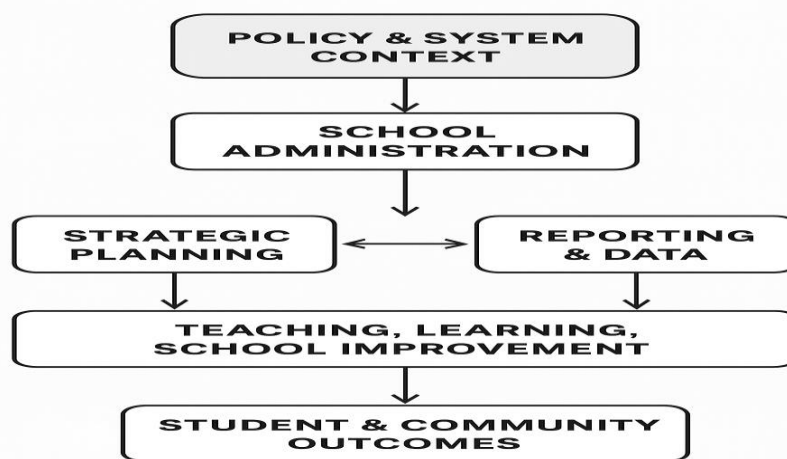 POLICY & SYSTEM
CONTEXT
SCHOOL
ADMINISTRATION
STRATEGIC
PLANNING
REPORTING
& DATA
TEACHING, LEARNING,
SCHOOL IMPROVEMENT
STUDENT & COMMUNITY
OUTCOMES